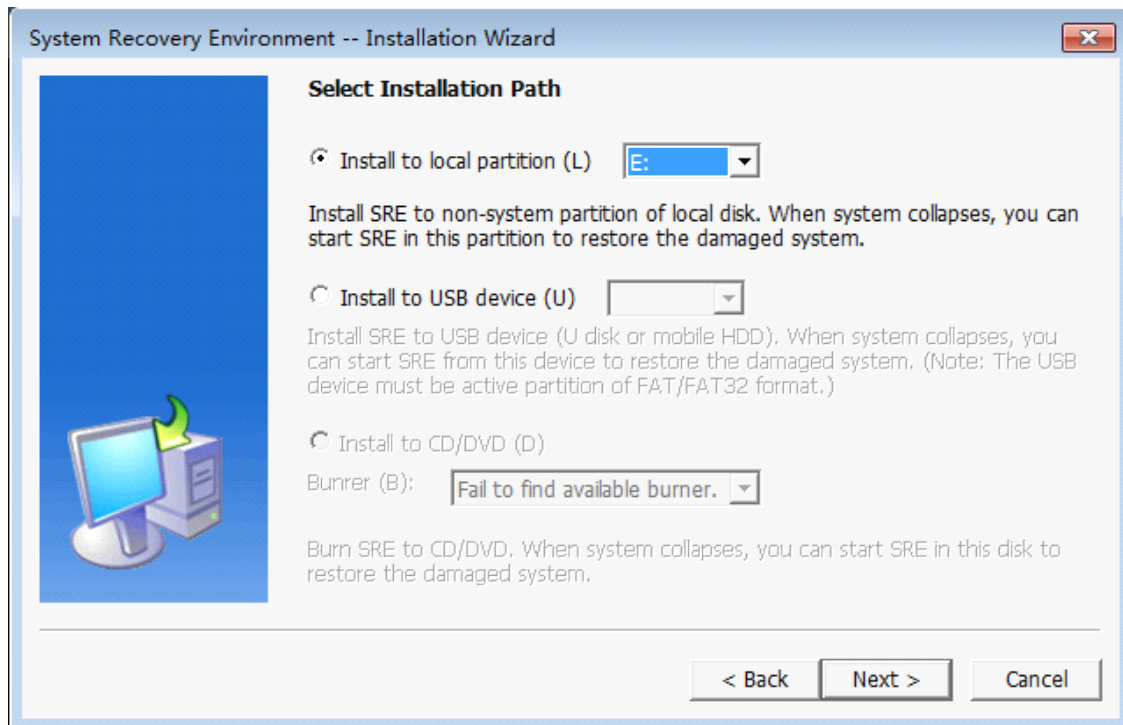 System Recovery Environment -- Installation Wizard
Select Installation Path
Install to local partition (L) E:
Install SRE to non-system partition of local disk. When system collapses, you can
start SRE in this partition to restore the damaged system.
Install to USB device (U)
Install SRE to USB device (U disk or mobile HDD). When system collapses, you
can start SRE from this device to restore the damaged system. (Note: The USB
device must be active partition of FAT/FAT32 format.)
Install to CD/DVD (D)
Bunrer (B): Fail to find available burner.
Burn SRE to CD/DVD. When system collapses, you can start SRE in this disk to
restore the damaged system.
< Back Next > Cancel